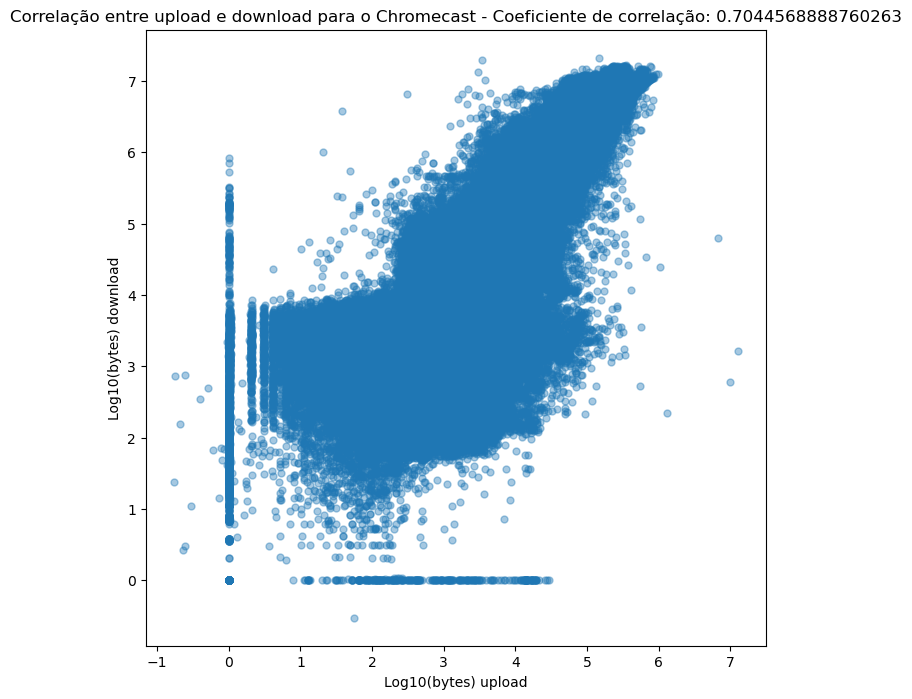 Correlação entre upload e download para o Chromecast - Coeficiente de correlação: 0.7044568888760263
7
6
5
4
3
2
1
0
Log10(bytes) download
−1 0 1 2 3 4 5 6 7
Log10(bytes) upload